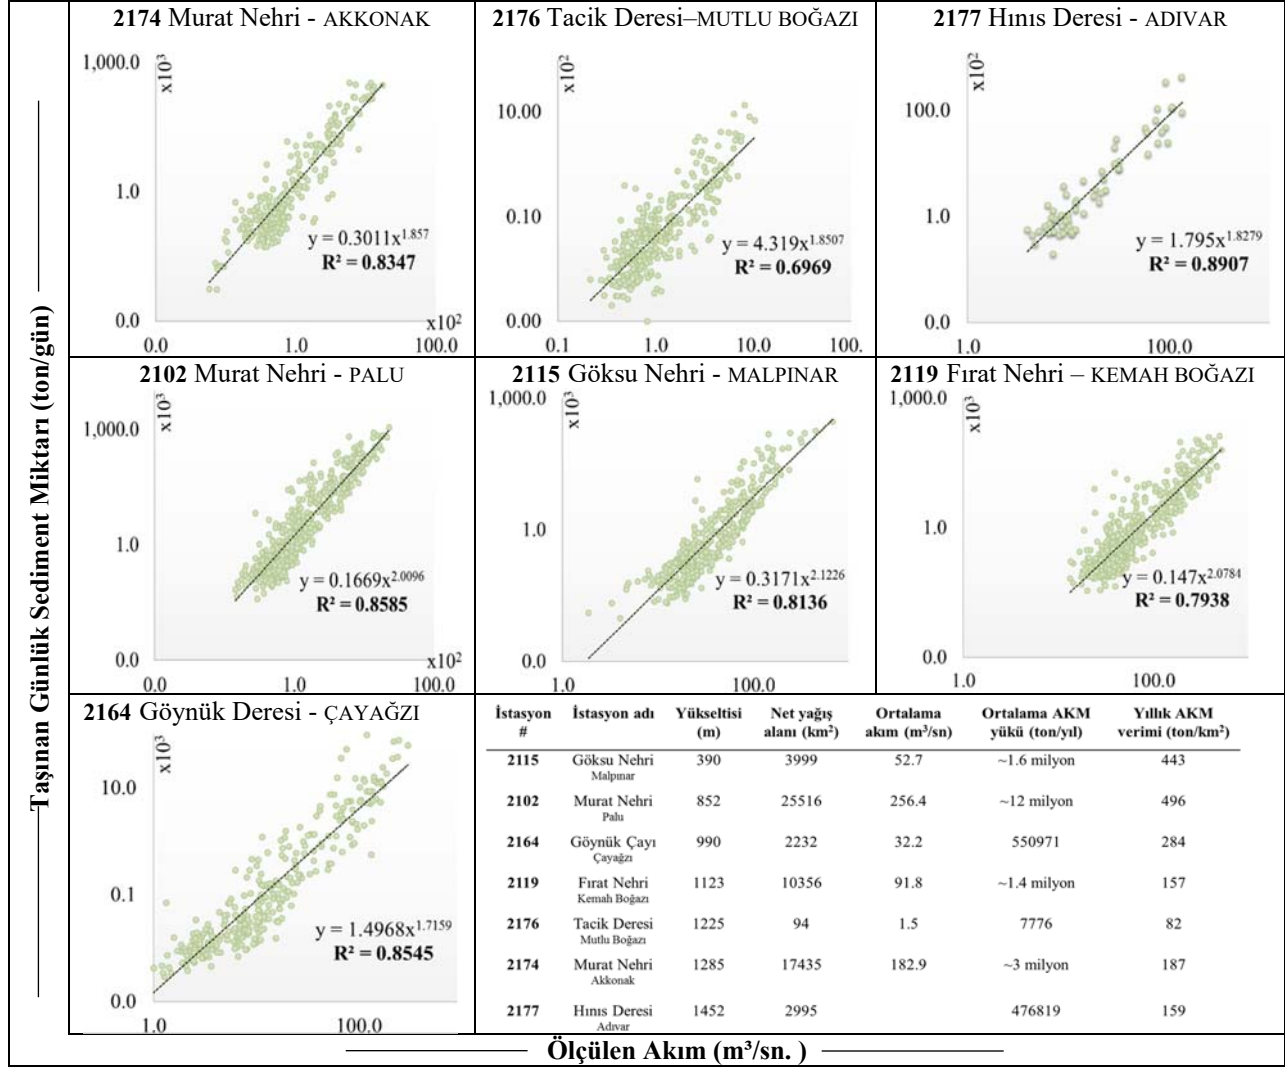 Taşınan Günlük Sediment Miktarı (ton/gün)
2174 Murat Nehri - AKKONAK
x10³
1,000.0
1.0
0.0
y = 0.3011x^1.857
R² = 0.8347
x10²
0.0 1.0 100.0
2176 Tacik Deresi–MUTLU BOĞAZI
x10²
10.00
0.10
0.00
y = 4.319x^1.8507
R² = 0.6969
0.1 1.0 10.0 100.
2177 Hınıs Deresi - ADIVAR
x10²
100.0
1.0
0.0
y = 1.795x^1.8279
R² = 0.8907
1.0 100.0
2102 Murat Nehri - PALU
x10³
1,000.0
1.0
0.0
y = 0.1669x^2.0096
R² = 0.8585
x10²
0.0 1.0 100.0
2115 Göksu Nehri - MALPINAR
1,000.0
x10³
1.0
0.0
y = 0.3171x^2.1226
R² = 0.8136
1.0 100.0
2119 Fırat Nehri – KEMAH BOĞAZI
1,000.0
x10³
1.0
0.0
y = 0.147x^2.0784
R² = 0.7938
1.0 100.0
2164 Göynük Deresi - ÇAYAĞZI
x10³
10.0
0.1
0.0
y = 1.4968x^1.7159
R² = 0.8545
1.0 100.0
İstasyon İstasyon adı Yükseltisi Net yağış Ortalama Ortalama AKM Yıllık AKM
# (m) alanı (km²) akım (m³/sn) yükü (ton/yıl) verimi (ton/km²)
2115 Göksu Nehri 390 3999 52.7 ~1.6 milyon 443
Malpınar
2102 Murat Nehri 852 25516 256.4 ~12 milyon 496
Palu
2164 Göynük Çayı 990 2232 32.2 550971 284
Çayağzı
2119 Fırat Nehri 1123 10356 91.8 ~1.4 milyon 157
Kemah Boğazı
2176 Tacik Deresi 1225 94 1.5 7776 82
Mutlu Boğazı
2174 Murat Nehri 1285 17435 182.9 ~3 milyon 187
Akkonak
2177 Hınıs Deresi 1452 2995 476819 159
Adıvar
Ölçülen Akım (m³/sn. )